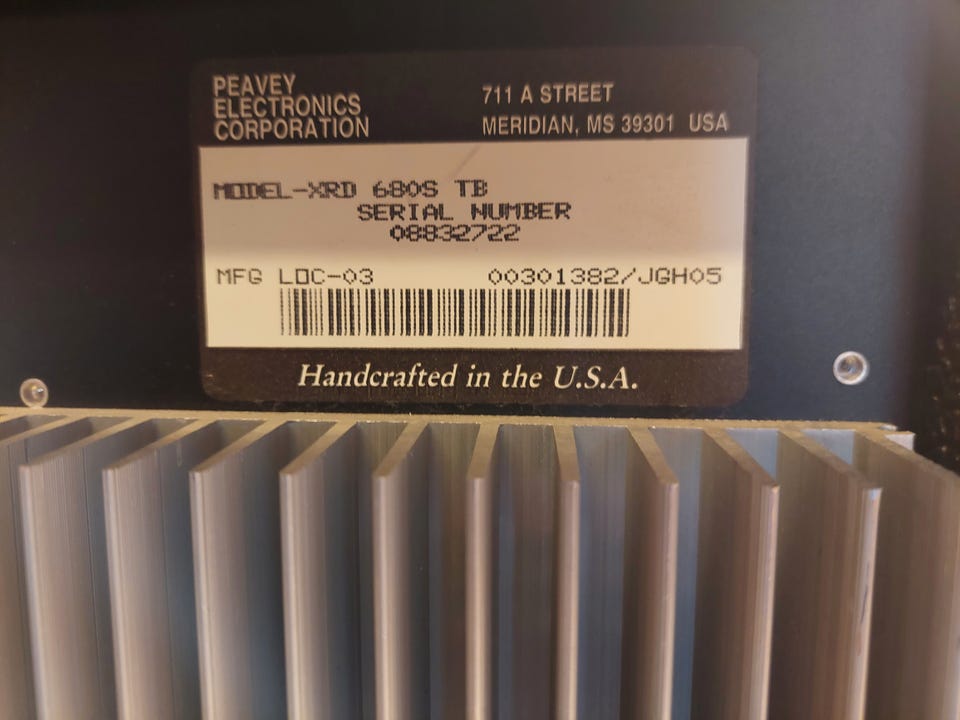 PEAVEY
ELECTRONICS
CORPORATION
711 A STREET
MERIDIAN, MS 39301 USA
MODEL-XRD 680S TB
SERIAL NUMBER
08832722
MFG LOC-03 00301382/JGH05
Handcrafted in the U.S.A.